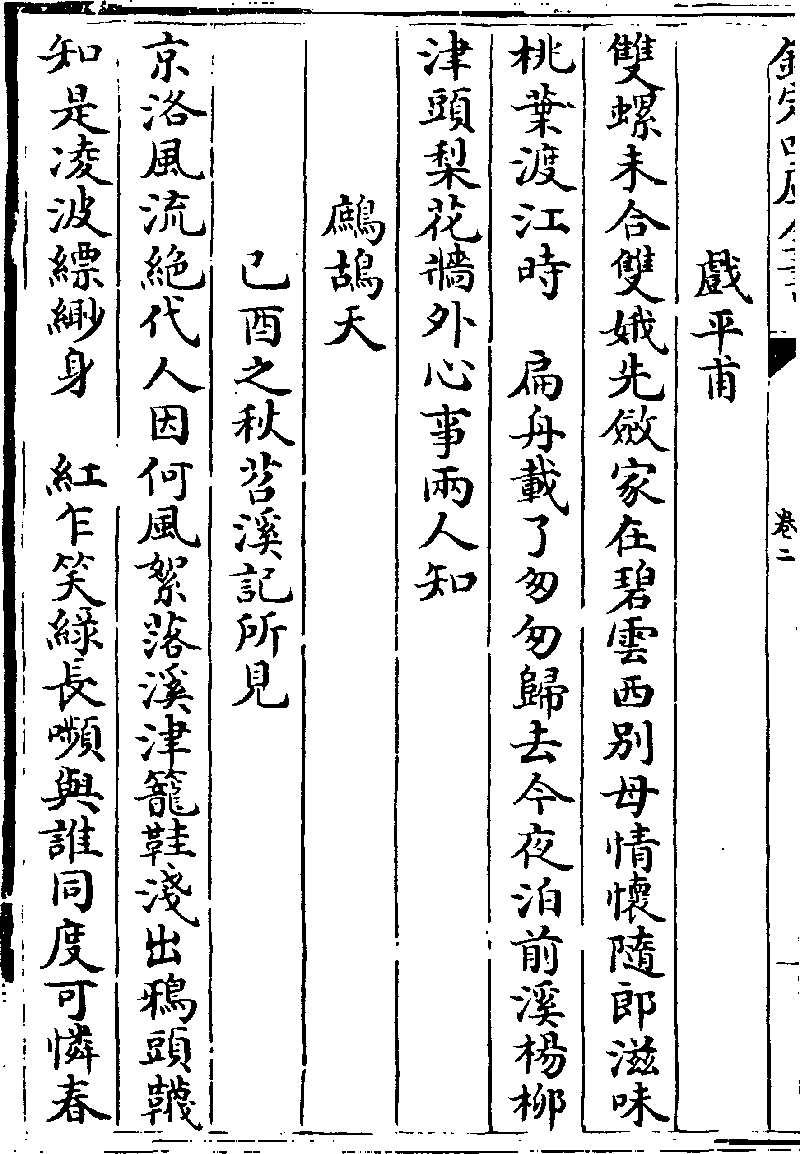 欽定四庫全書
卷二
戲平甫
雙螺未合雙娥先斂家在碧雲西別母情懷隨郎滋味
桃葉渡江時　扁舟載了匆匆歸去今夜泊前溪楊柳
津頭梨花牆外心事兩人知
鷓鴣天
己酉之秋苕溪記所見
京洛風流絶代人因何風絮落溪津籠鞋淺出鴉頭韈
知是凌波縹緲身　紅乍笑綠長嚬與誰同度可憐春